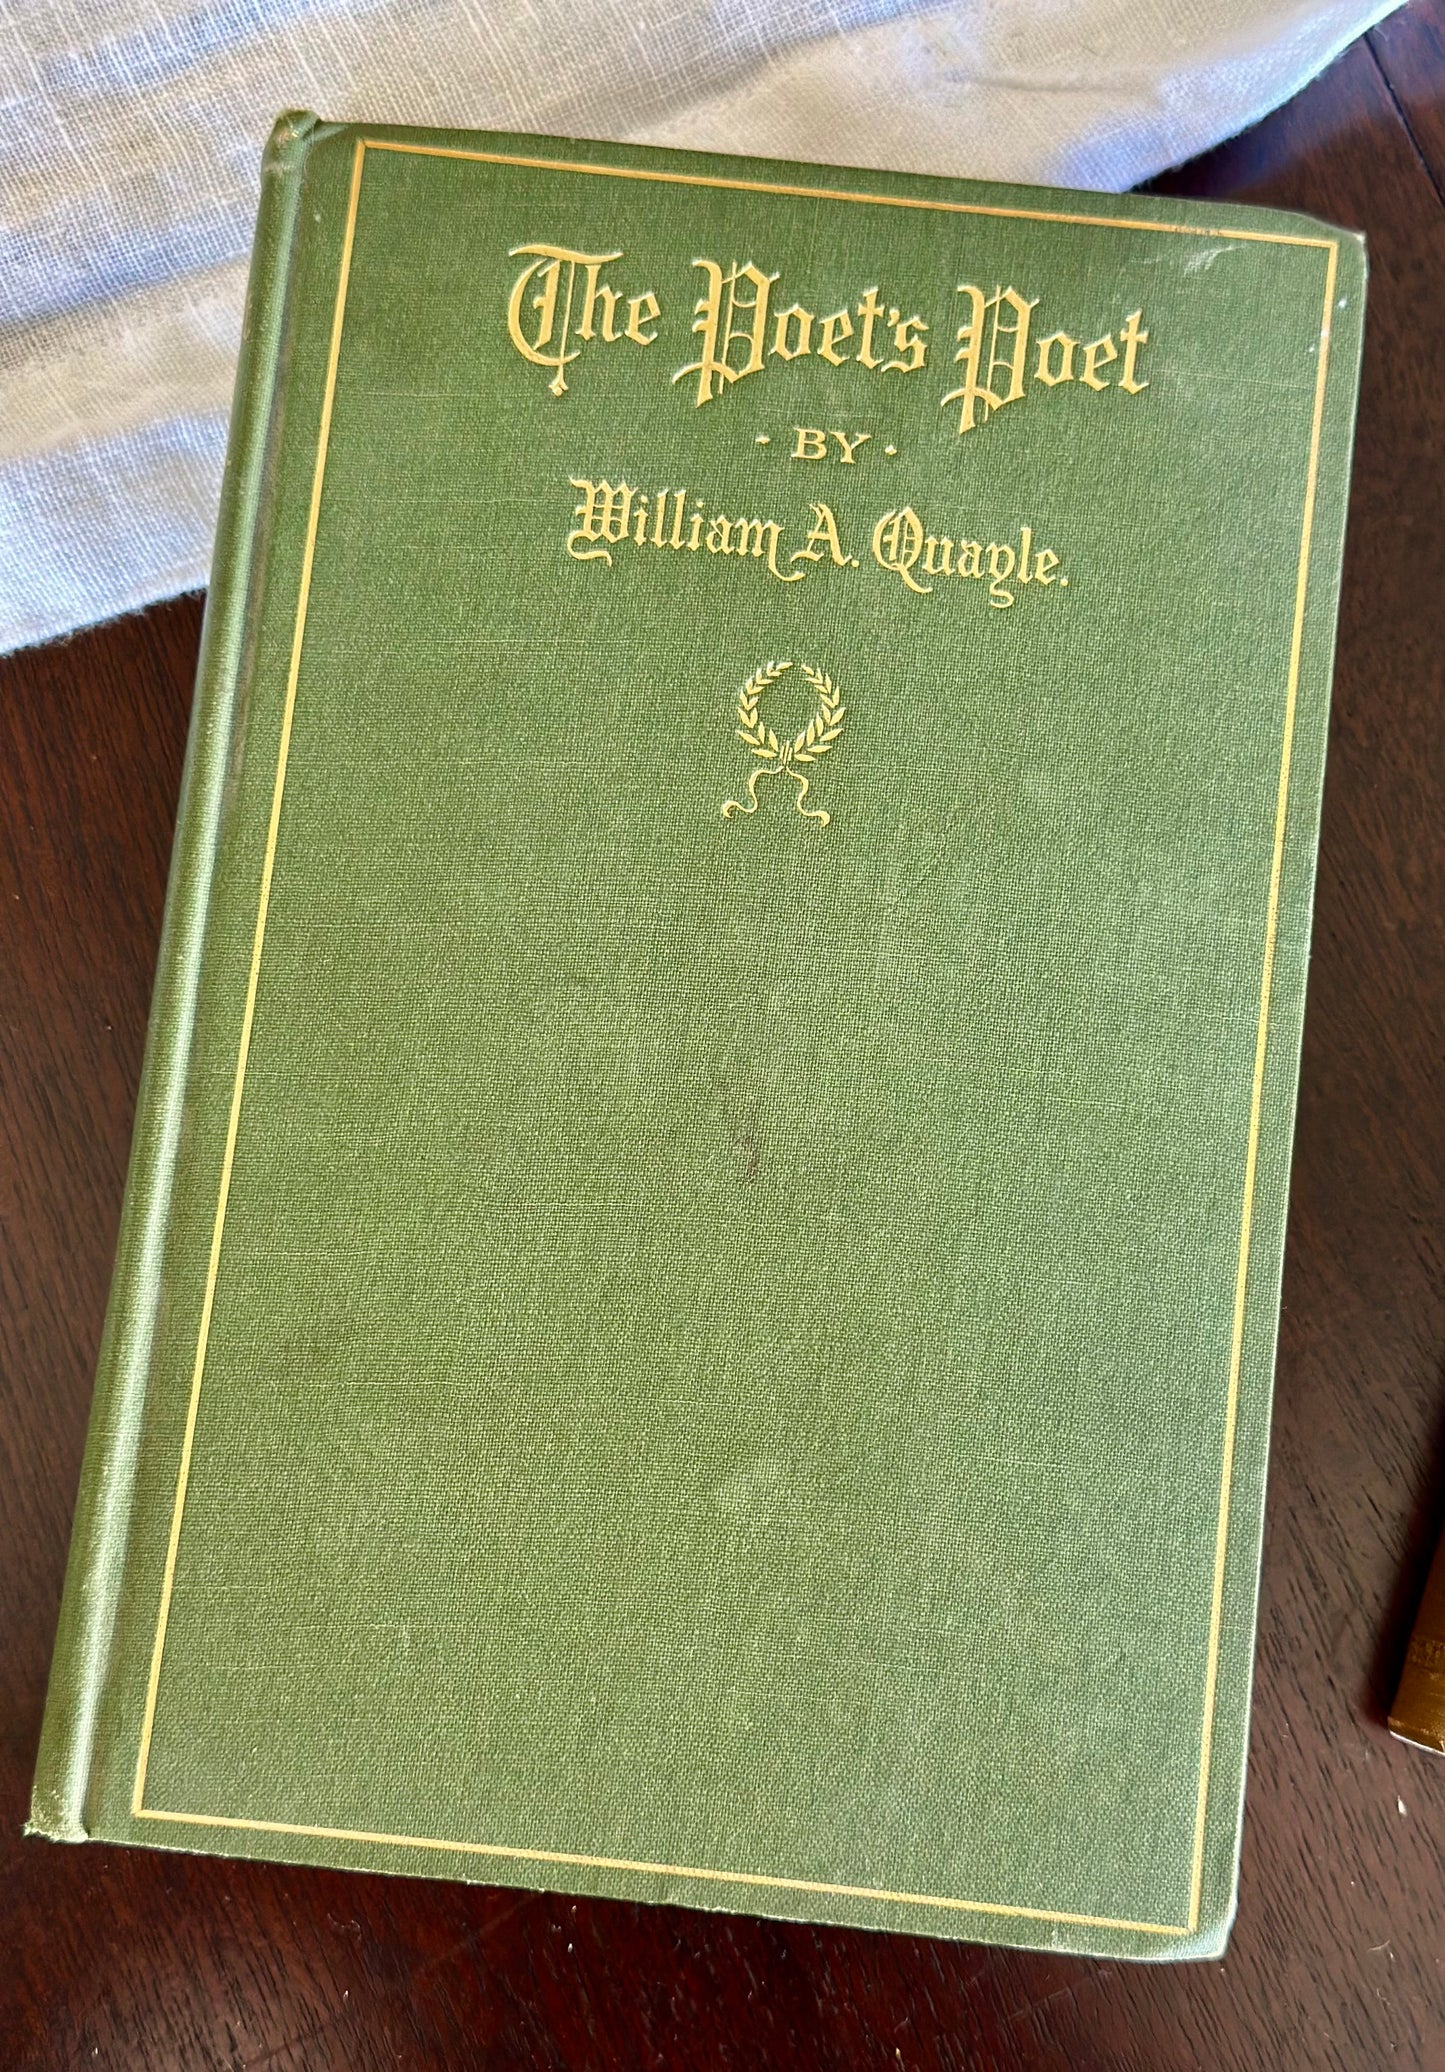 The Poet's Poet
· BY ·
William A. Quayle.